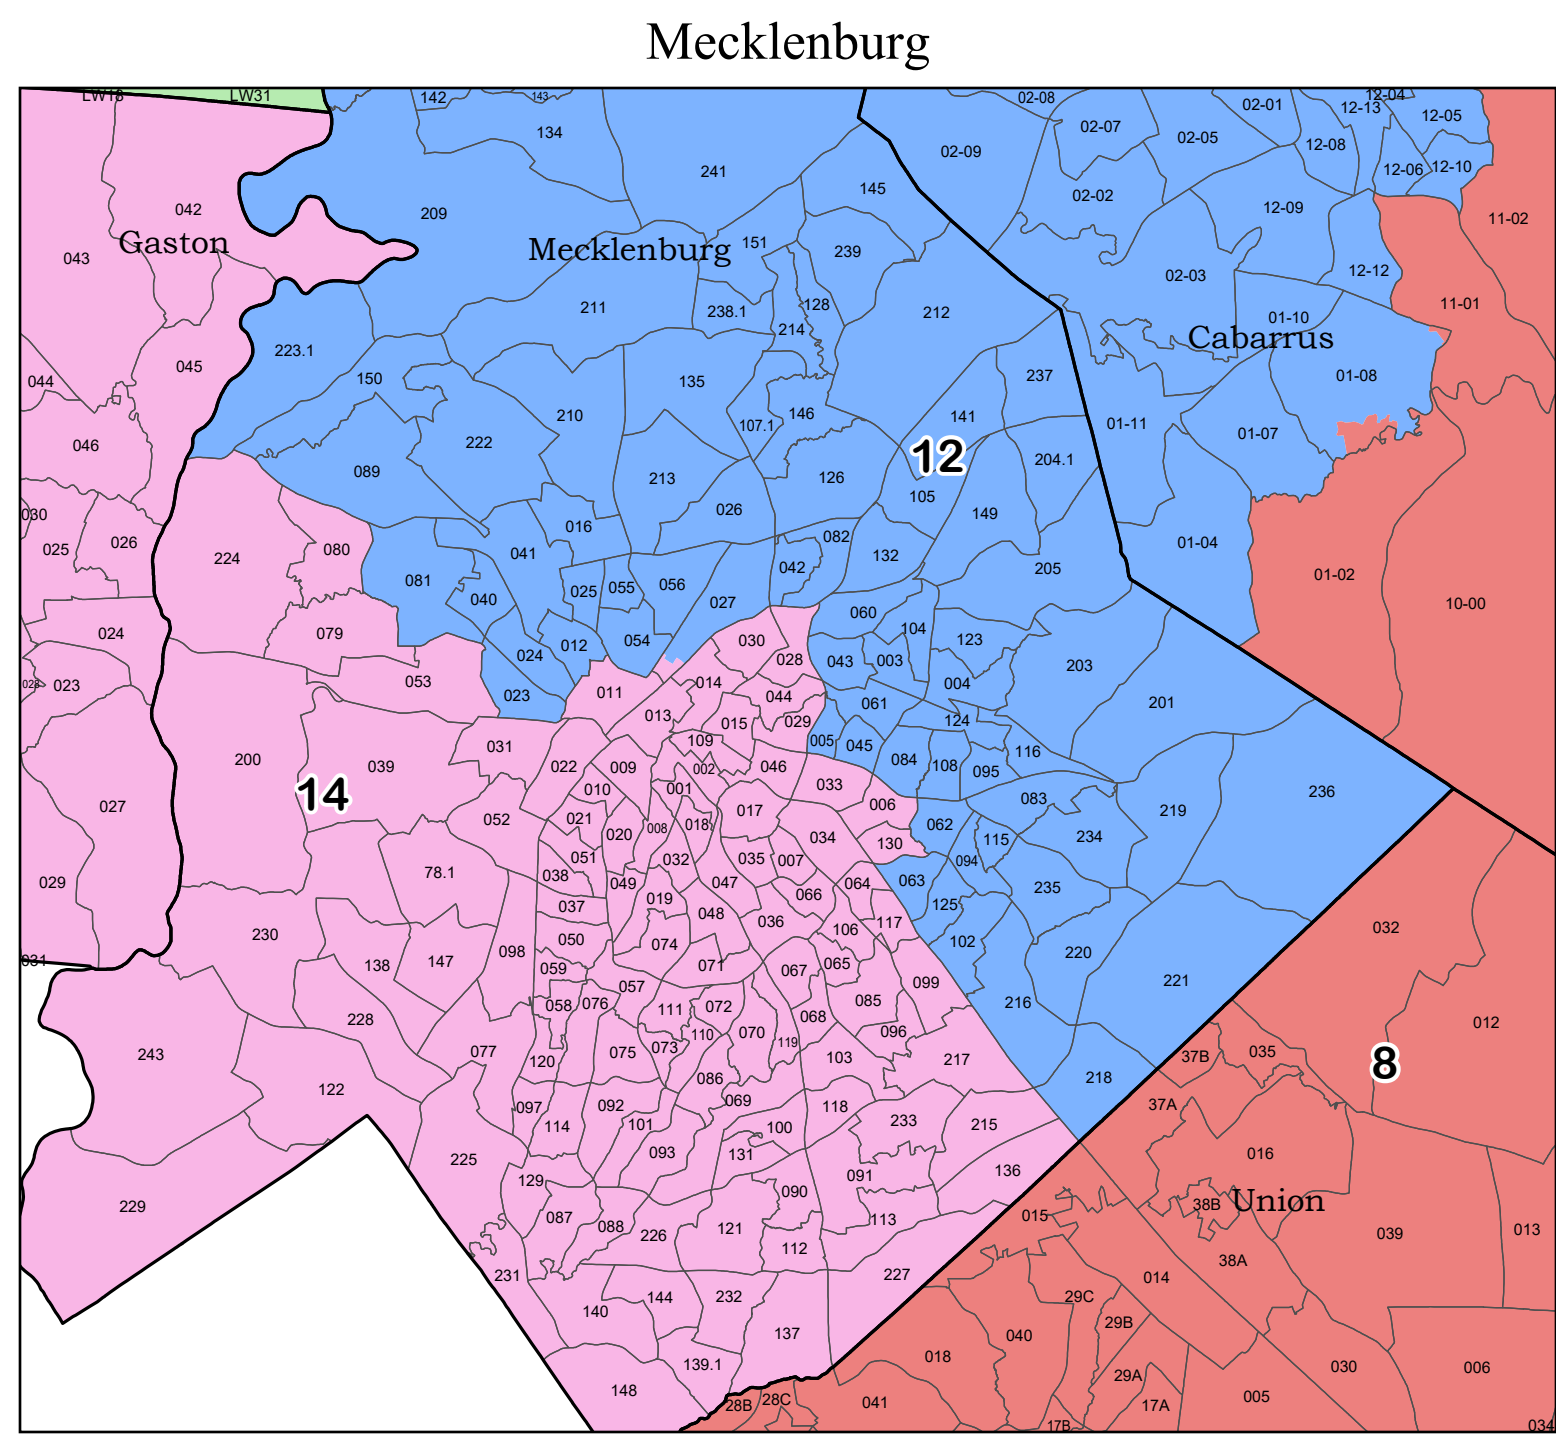 Mecklenburg
LW18 LW31 142 143 02-08 02-01 12-13 12-04 12-05
134 02-09 02-07 02-05 12-08 12-06 12-10
241 145 02-02 12-09 11-02
042 209
Gaston Mecklenburg 151 239
043 02-03 12-12
211 238.1 214 128 212 01-10 11-01
Cabarrus
045 223.1
044 150 135 237 01-08
046 222 210 107.1 146 141 01-11 01-07
12
089 213 126 105 204.1
030 026 149
025 026 224 080 016 041 082 132 01-04
081 040 025 055 056 042 205 01-02
027 060 10-00
024 079 024 012 054 030 104 123
023 053 023 011 014 028 043 003 004 203
028 044 061 201
013 015 029 124
031 109 005 045 116
200 039 022 009 002 046 084 108 095
14
010 001 033 006 083 219 236
027 052 021 020 008 018 017 034 130 062 115 234
029 78.1 051 032 035 007 094
038 049 047 064 063 235
037 019 066 125
230 050 048 036 106 117 102 032
138 147 098 074
031 059 071 067 065 220 221
057 099
228 058 076 111 072 068 085 216 012
243 077 120 075 073 110 070 119 103 096 217 37B 035
8
122 086 218
097 092 069 118 37A
114 101 100 233 215
225 093 131 016
129 091 136
229 087 088 090 113 38B Union
226 121 015 039 013
112 38A
231 227 014
140 144 232 29C
137 040 29B
139.1 018 030 006
148 29A
28B 28C 041 17A 005
17B 034